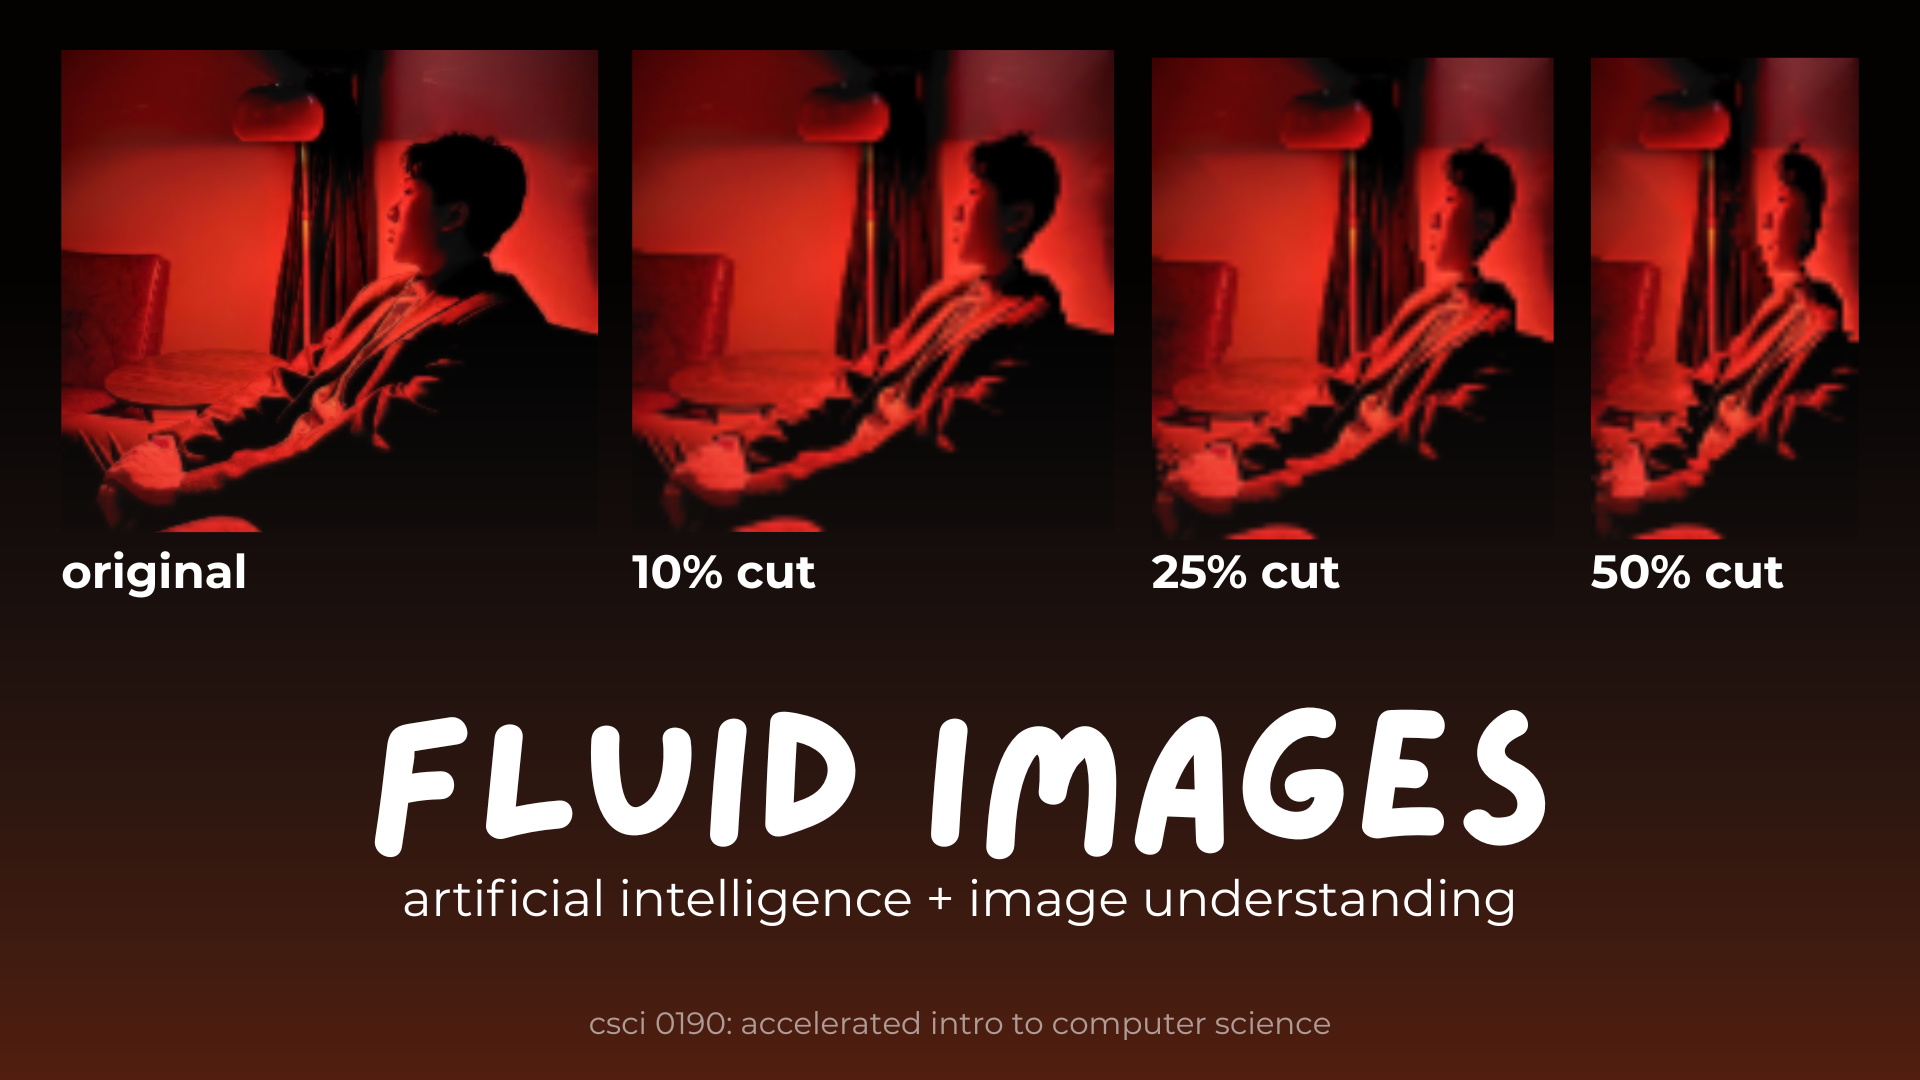 original
10% cut
25% cut
50% cut
FLUID IMAGES
artificial intelligence + image understanding
csci 0190: accelerated intro to computer science